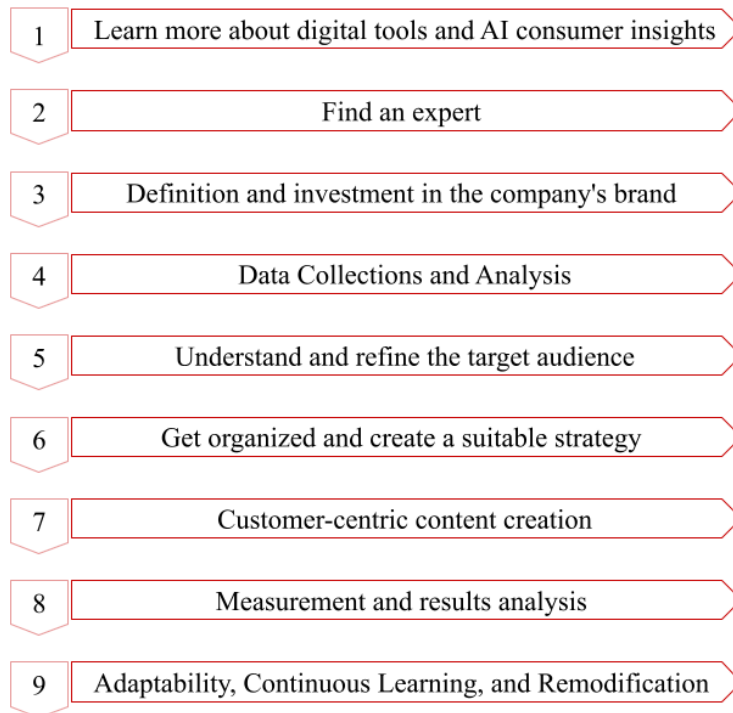 1 Learn more about digital tools and AI consumer insights
2 Find an expert
3 Definition and investment in the company's brand
4 Data Collections and Analysis
5 Understand and refine the target audience
6 Get organized and create a suitable strategy
7 Customer-centric content creation
8 Measurement and results analysis
9 Adaptability, Continuous Learning, and Remodification